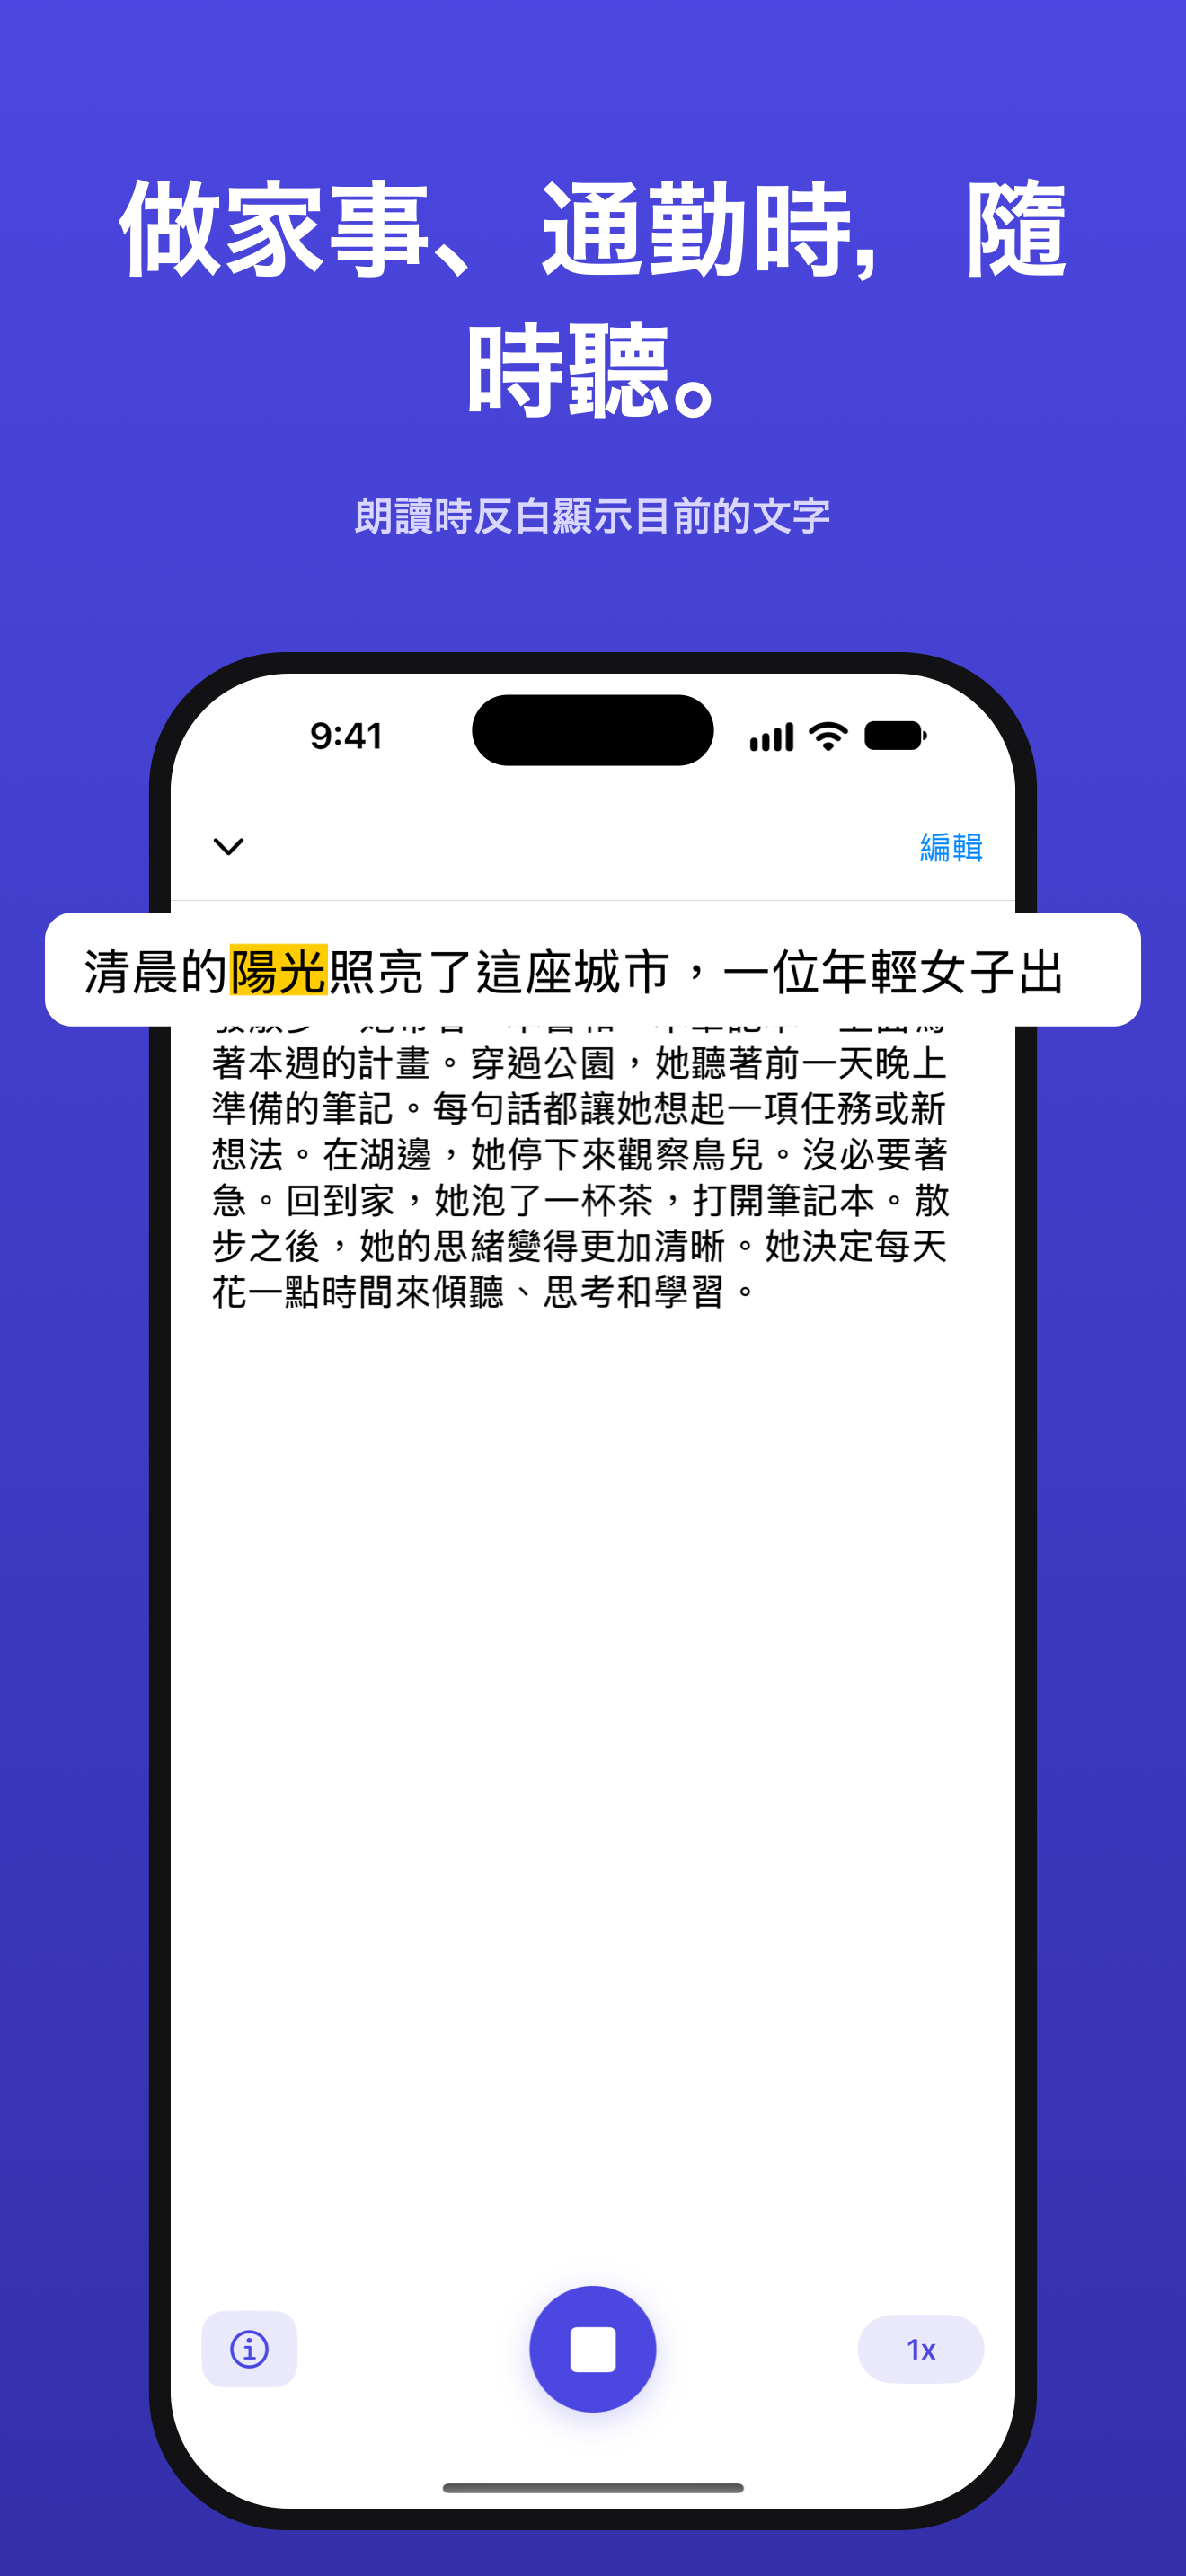 做家事、通勤時，隨
時聽。
朗讀時反白顯示目前的文字
9:41
編輯
清晨的陽光照亮了這座城市，一位年輕女子出
著本週的計畫。穿過公園，她聽著前一天晚上
準備的筆記。每句話都讓她想起一項任務或新
想法。在湖邊，她停下來觀察鳥兒。沒必要著
急。回到家，她泡了一杯茶，打開筆記本。散
步之後，她的思緒變得更加清晰。她決定每天
花一點時間來傾聽、思考和學習。
1x